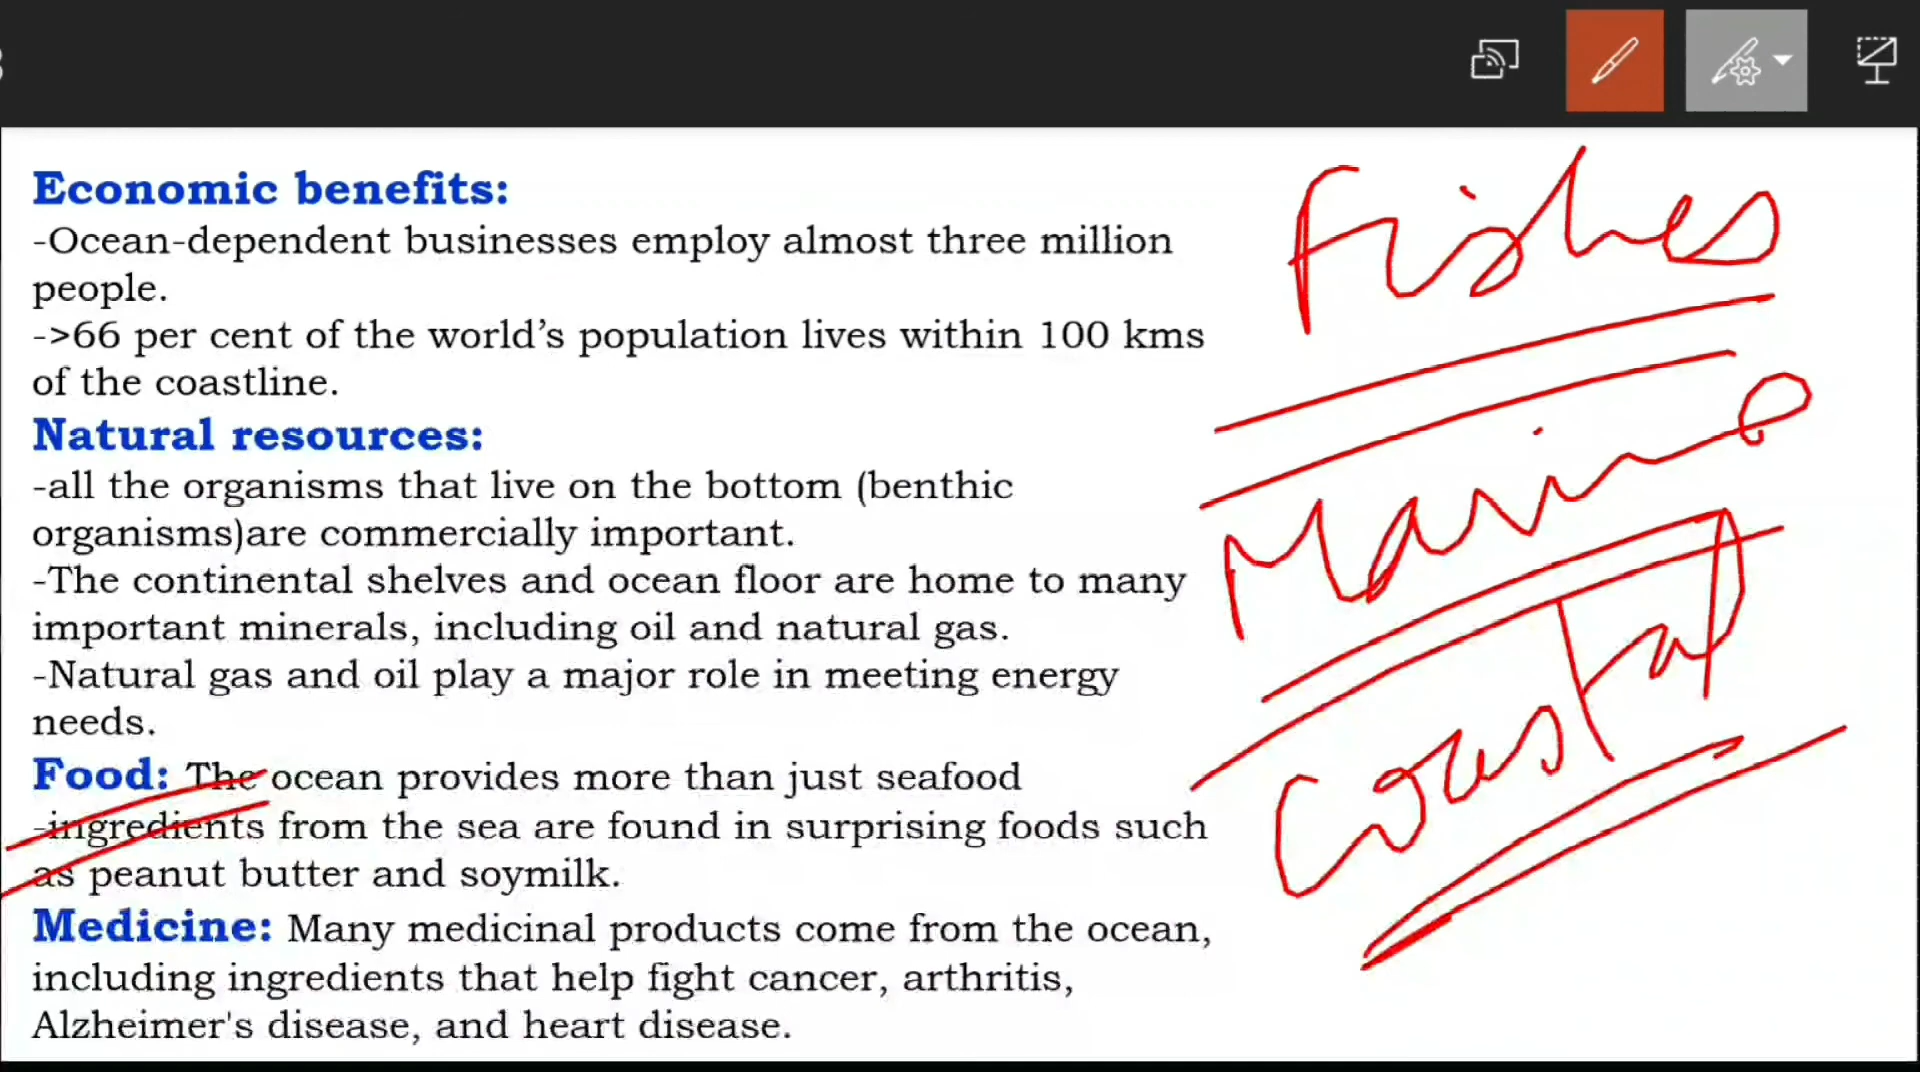 Economic benefits:
-Ocean-dependent businesses employ almost three million
people.
->66 per cent of the world’s population lives within 100 kms
of the coastline.
Natural resources:
-all the organisms that live on the bottom (benthic
organisms)are commercially important.
-The continental shelves and ocean floor are home to many
important minerals, including oil and natural gas.
-Natural gas and oil play a major role in meeting energy
needs.
Food: The ocean provides more than just seafood
-ingredients from the sea are found in surprising foods such
as peanut butter and soymilk.
Medicine: Many medicinal products come from the ocean,
including ingredients that help fight cancer, arthritis,
Alzheimer's disease, and heart disease.
Fishes
Marine
Coastal